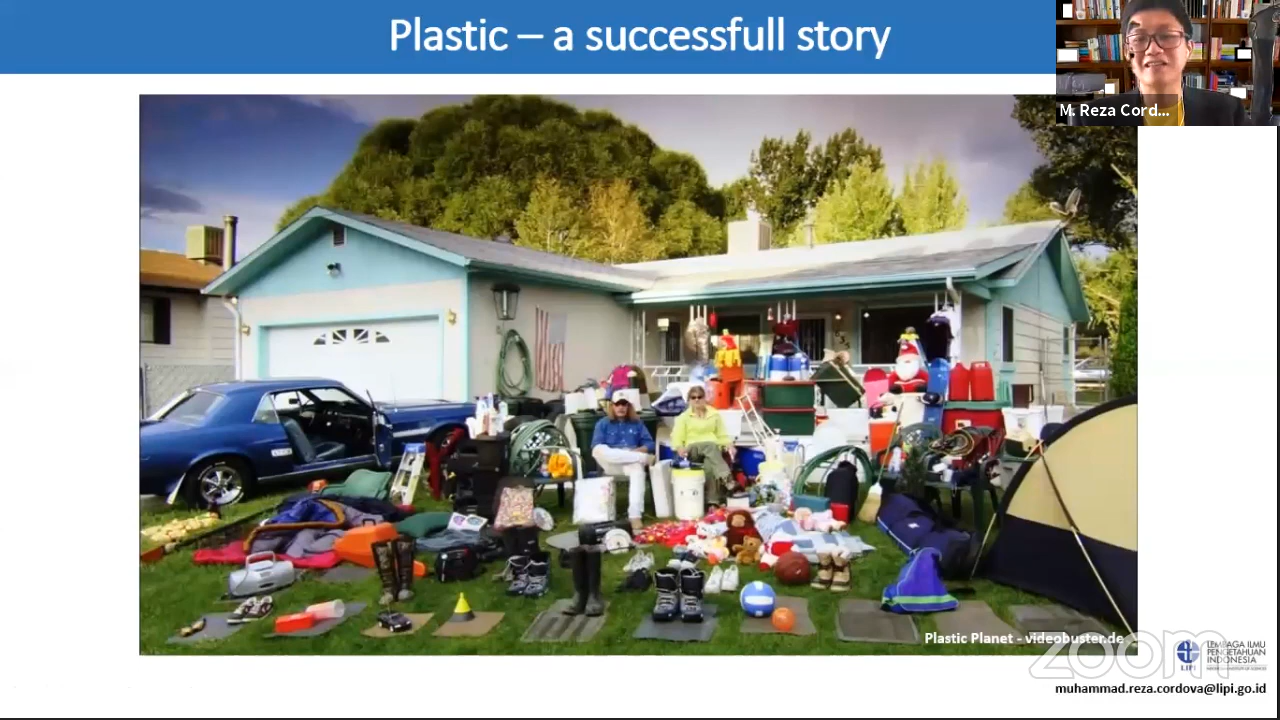 Plastic – a successfull story
M. Reza Cord...
Plastic Planet - videobuster.de
zoom
LEMBAGA ILMU
PENGETAHUAN
INDONESIA
LIPI
muhammad.reza.cordova@lipi.go.id